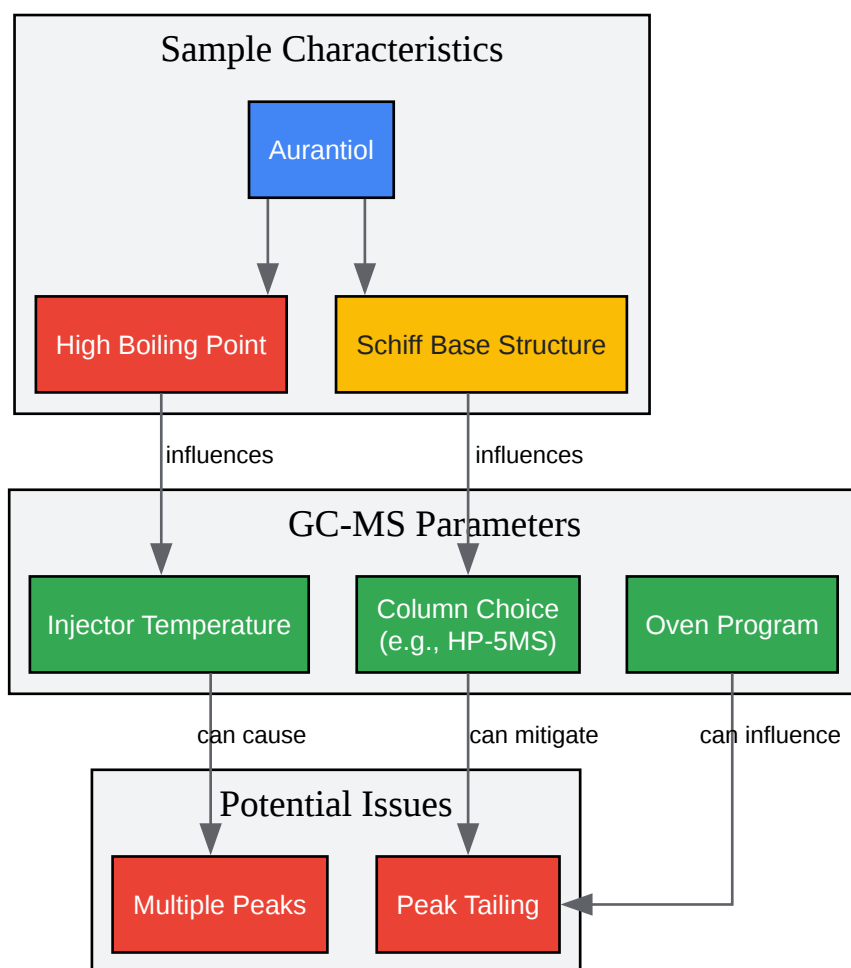 Sample Characteristics
Aurantiol
High Boiling Point
Schiff Base Structure
influences
influences
GC-MS Parameters
Injector Temperature
Column Choice
(e.g., HP-5MS)
Oven Program
can cause
can mitigate
can influence
Potential Issues
Multiple Peaks
Peak Tailing